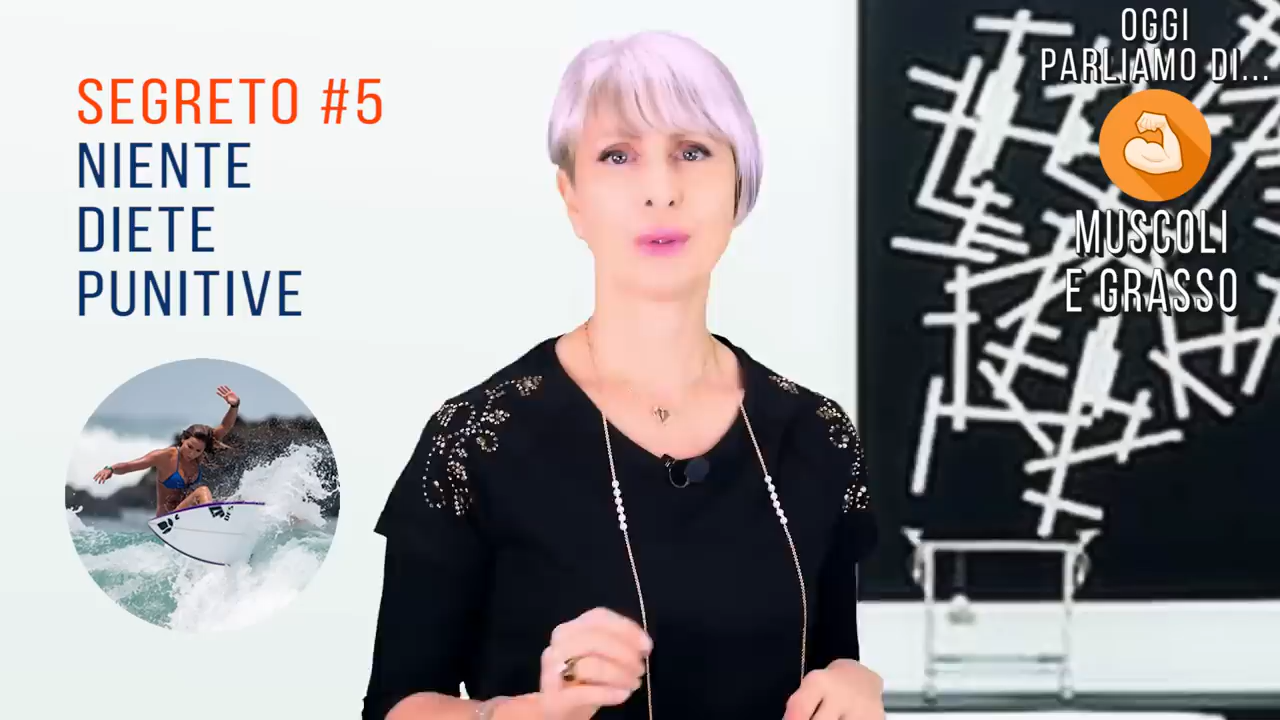 SEGRETO #5
NIENTE
DIETE
PUNITIVE
OGGI
PARLIAMO DI...
MUSCOLI
E GRASSO